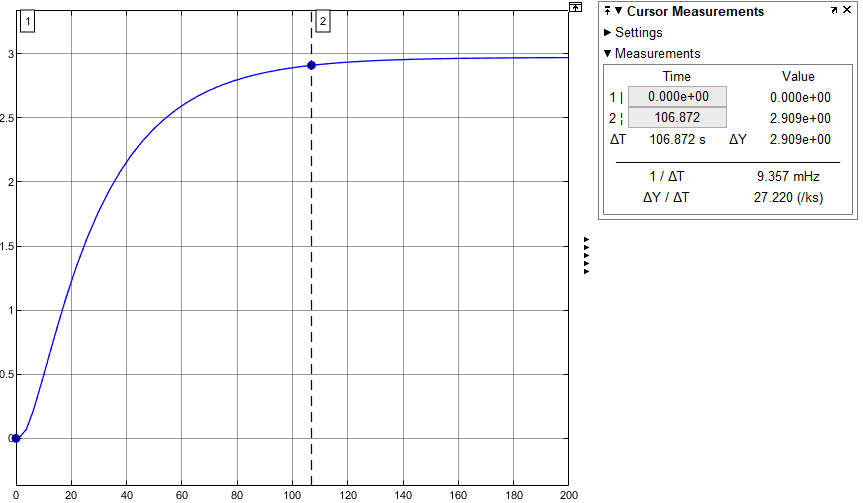 1
2
3
2.5
2
1.5
1
0.5
0
0 20 40 60 80 100 120 140 160 180 200
Cursor Measurements
Settings
Measurements
Time Value
1 | 0.000e+00 0.000e+00
2 ¦ 106.872 2.909e+00
ΔT 106.872 s ΔY 2.909e+00
1 / ΔT 9.357 mHz
ΔY / ΔT 27.220 (/ks)